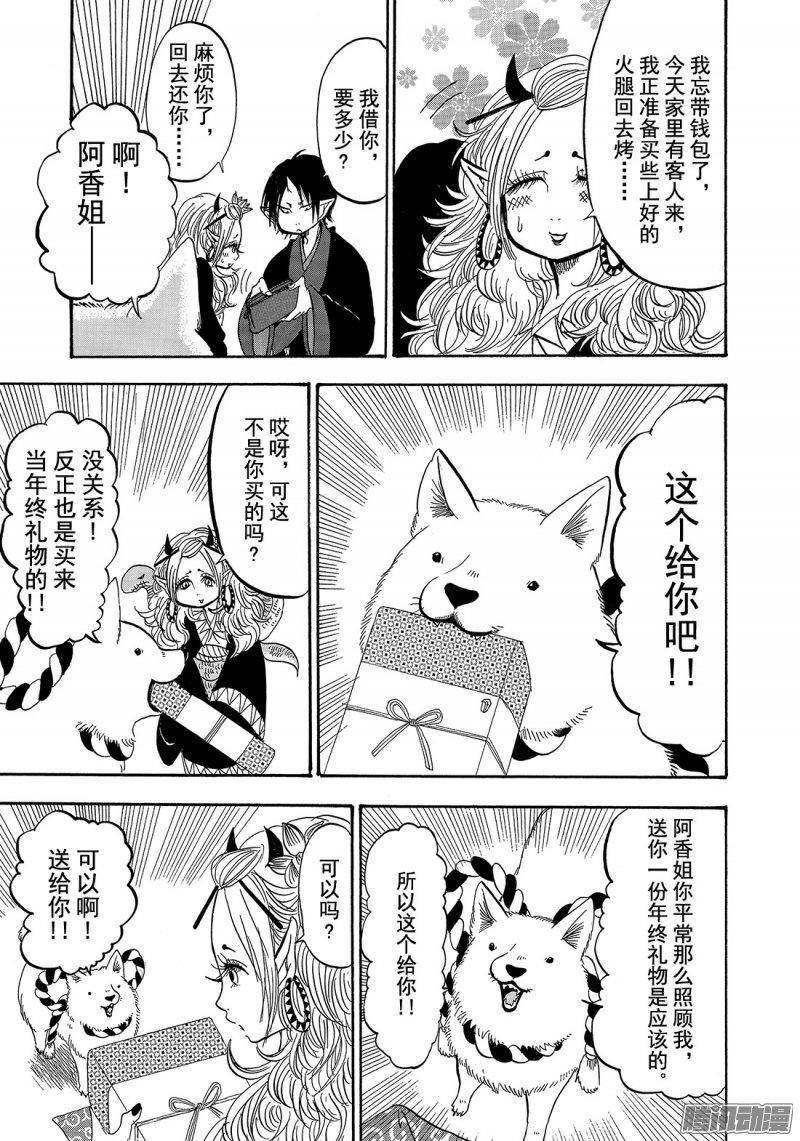 我忘带钱包了，
今天家里有客人来，
我正准备买些上好的
火腿回去烤……
我借你，
要多少？
麻烦你了，
回去还你……
啊！
阿香姐——
这个给你吧！！
哎呀，可这
不是你买的吗？
没关系！
反正也是买来
当年终礼物的！！
阿香姐你平常那么照顾我，
送你一份年终礼物是应该的。
所以这个给你！！
可以吗？
可以啊！
送给你！！
腾讯动漫